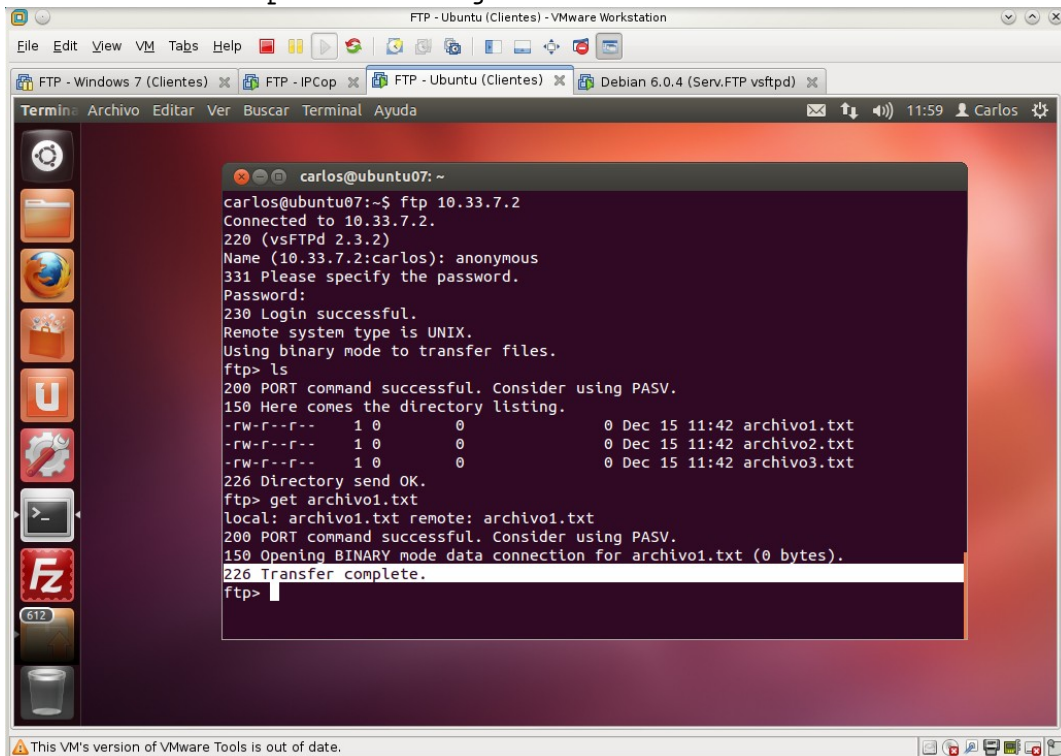 FTP - Ubuntu (Clientes) - VMware Workstation
File Edit View VM Tabs Help
FTP - Windows 7 (Clientes) FTP - IPCop FTP - Ubuntu (Clientes) Debian 6.0.4 (Serv.FTP vsftpd)
Termina Archivo Editar Ver Buscar Terminal Ayuda 11:59 Carlos
carlos@ubuntu07: ~
carlos@ubuntu07:~$ ftp 10.33.7.2
Connected to 10.33.7.2.
220 (vsFTPd 2.3.2)
Name (10.33.7.2:carlos): anonymous
331 Please specify the password.
Password:
230 Login successful.
Remote system type is UNIX.
Using binary mode to transfer files.
ftp> ls
200 PORT command successful. Consider using PASV.
150 Here comes the directory listing.
-rw-r--r-- 1 0 0 0 Dec 15 11:42 archivo1.txt
-rw-r--r-- 1 0 0 0 Dec 15 11:42 archivo2.txt
-rw-r--r-- 1 0 0 0 Dec 15 11:42 archivo3.txt
226 Directory send OK.
ftp> get archivo1.txt
local: archivo1.txt remote: archivo1.txt
200 PORT command successful. Consider using PASV.
150 Opening BINARY mode data connection for archivo1.txt (0 bytes).
226 Transfer complete.
ftp>
Fz
612
This VM's version of VMware Tools is out of date.